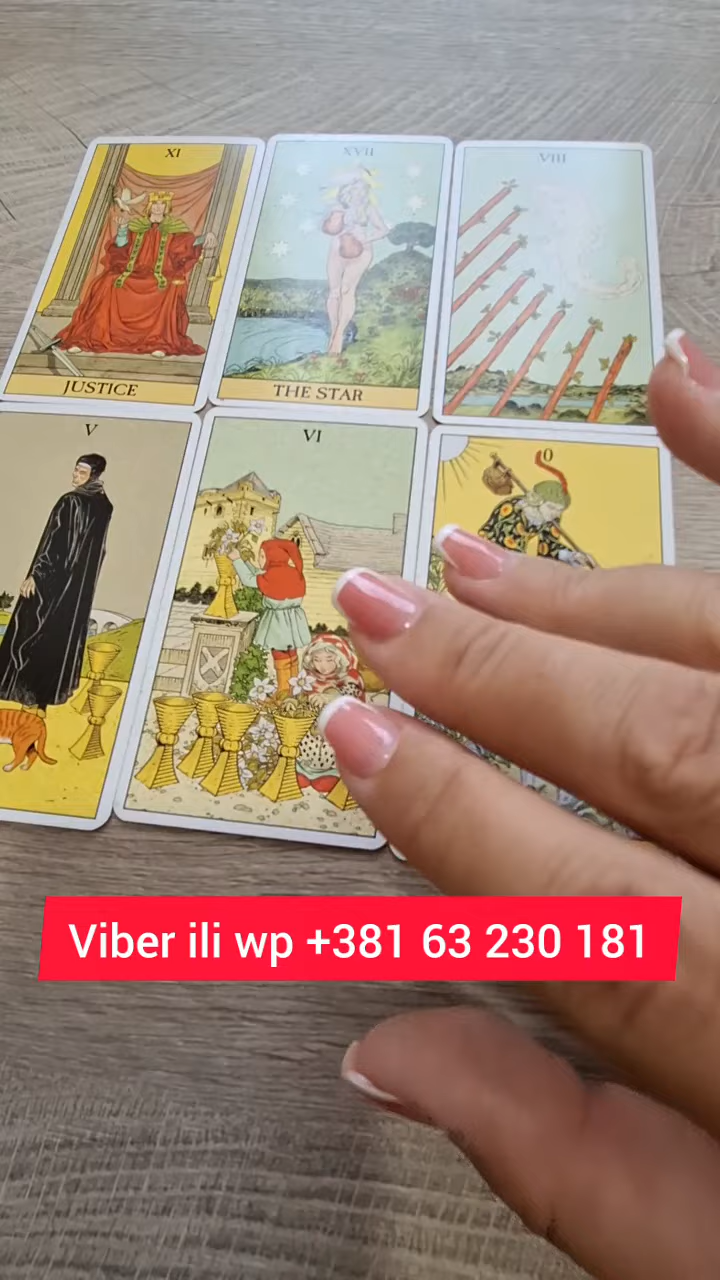 XI
XVII
VIII
JUSTICE
THE STAR
V
VI
0
Viber ili wp +381 63 230 181